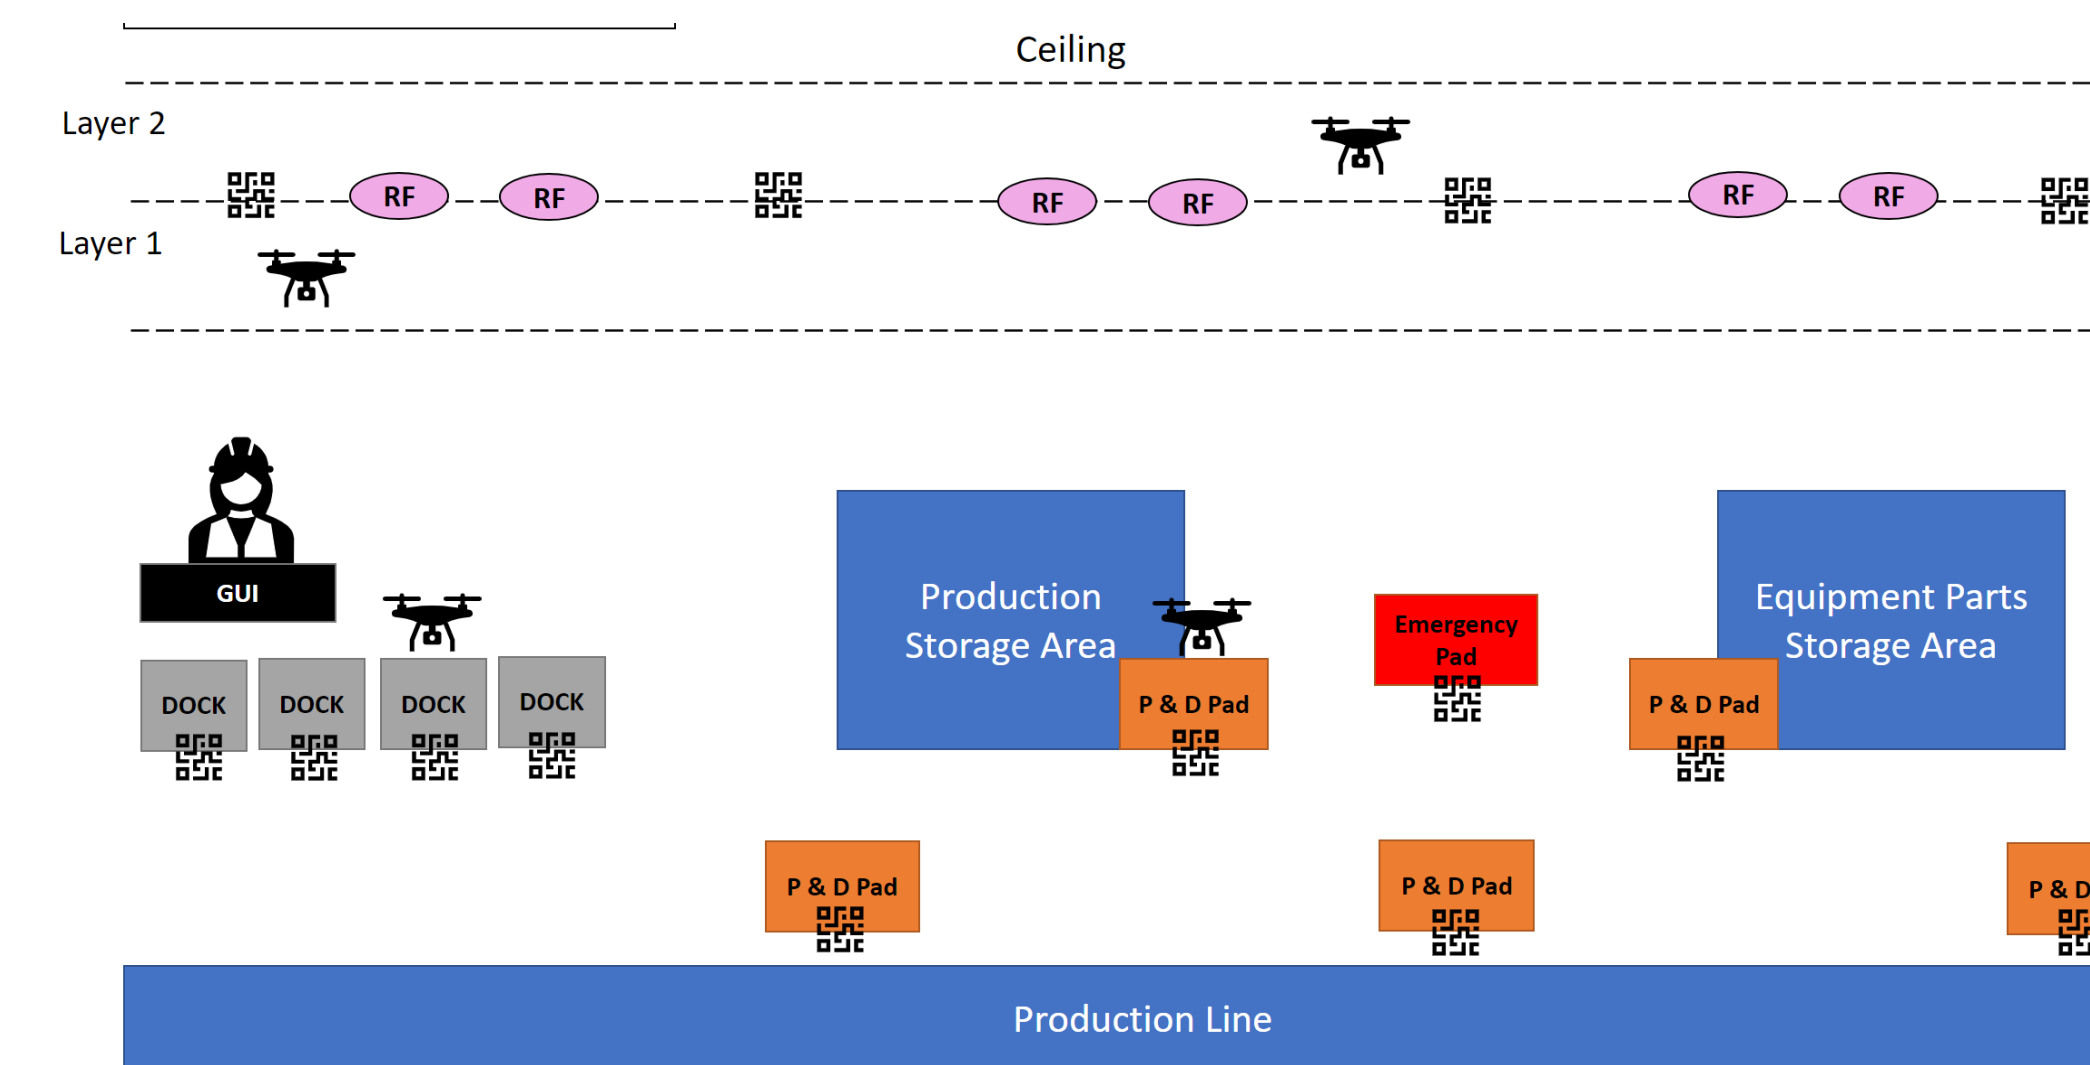 Ceiling
Layer 2
RF
RF
RF
RF
RF
RF
Layer 1
GUI
Production
Storage Area
Emergency
Pad
Equipment Parts
Storage Area
DOCK
DOCK
DOCK
DOCK
P & D Pad
P & D Pad
P & D Pad
P & D Pad
P & D
Production Line